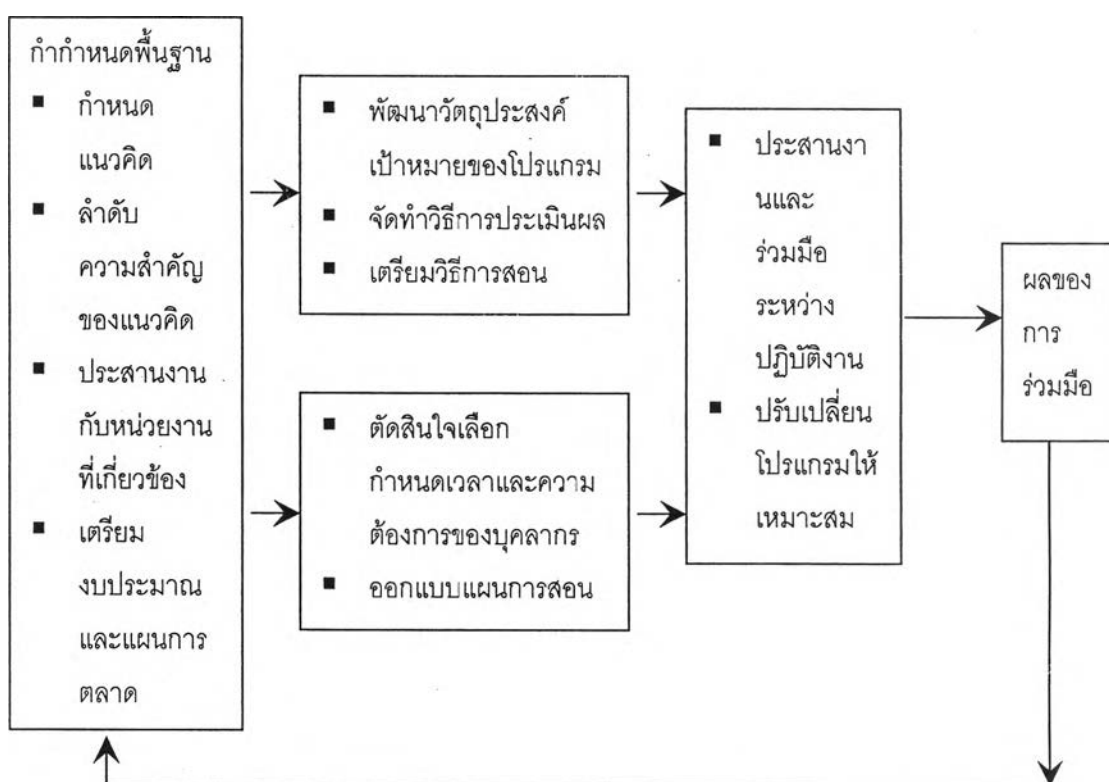 กำกำหนดพื้นฐาน
■ กำหนด
แนวคิด
■ ลำดับ
ความสำคัญ
ของแนวคิด
■ ประสานงาน
กับหน่วยงาน
ที่เกี่ยวข้อง
■ เตรียม
งบประมาณ
และแผนการ
ตลาด
■ พัฒนาวัตถุประสงค์
เป้าหมายของโปรแกรม
■ จัดทำวิธีการประเมินผล
■ เตรียมวิธีการสอน
■ ตัดสินใจเลือก
กำหนดเวลาและความ
ต้องการของบุคลากร
■ ออกแบบแผนการสอน
■ ประสานงา
นและ
ร่วมมือ
ระหว่าง
ปฏิบัติงาน
■ ปรับเปลี่ยน
โปรแกรมให้
เหมาะสม
ผลของ
การ
ร่วมมือ